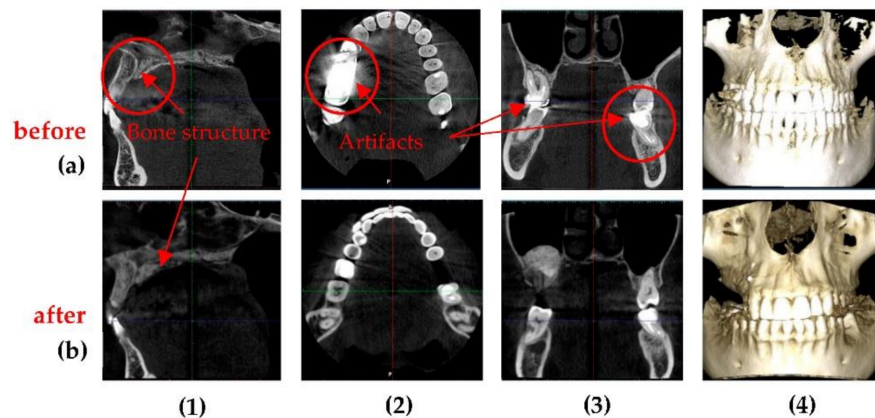 before
(a)
Bone structure
Artifacts
P
after
(b)
P
(1)
(2)
(3)
(4)